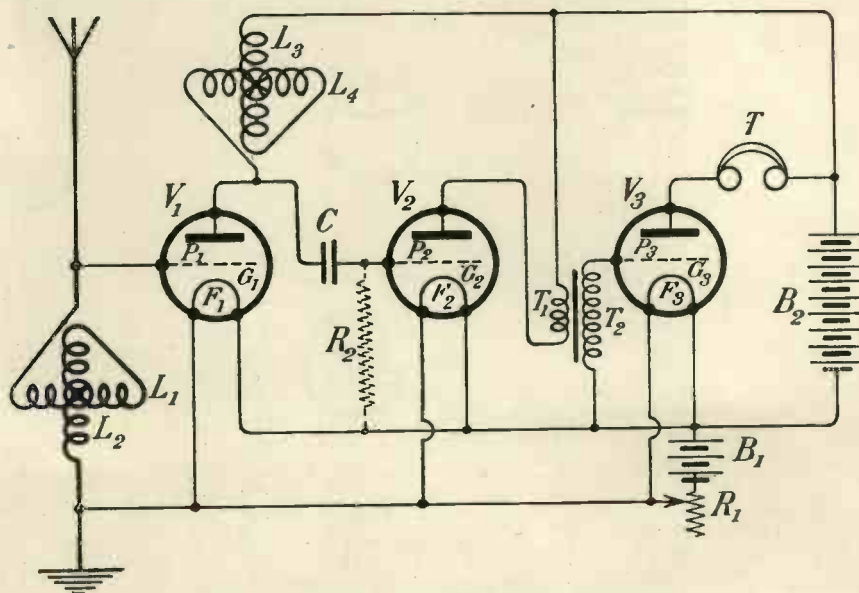 L₃
L₄
T
V₁
V₂
V₃
C
P₁
G₁
F₁
P₂
G₂
F₂
P₃
G₃
F₃
R₂
T₁
T₂
B₂
L₁
L₂
B₁
R₁